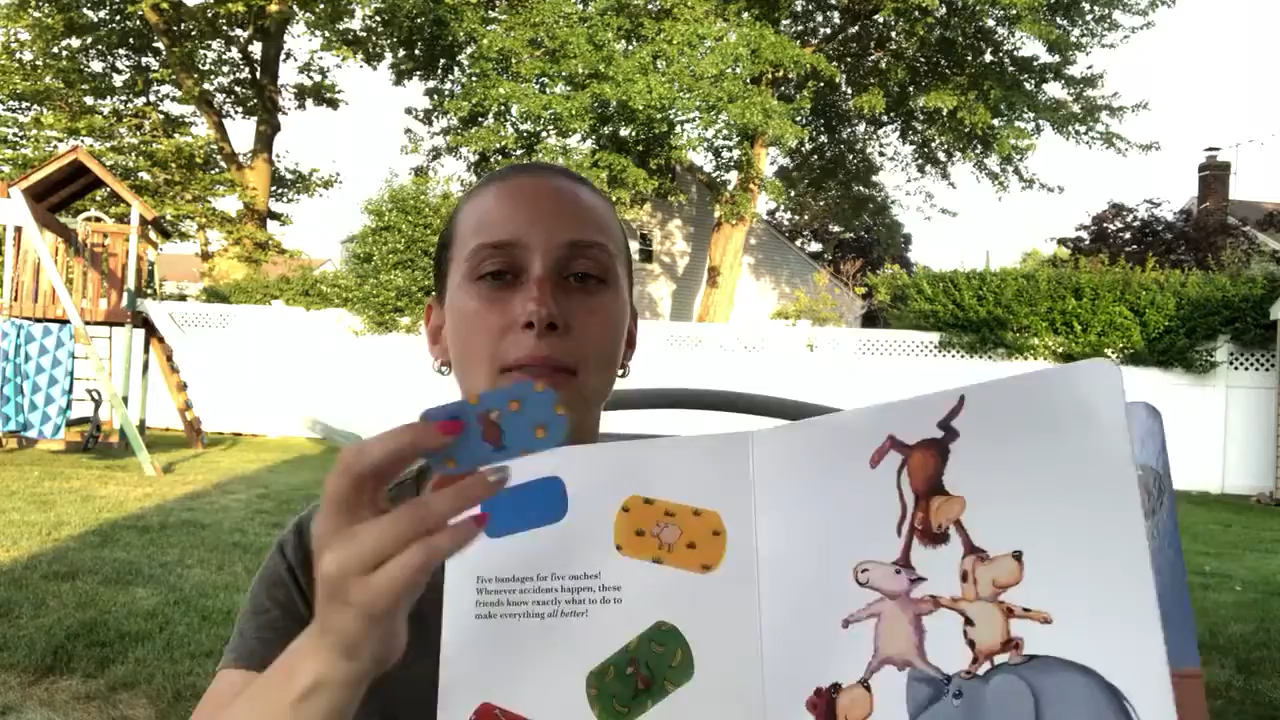 Five bandages for five ouches!
Whenever accidents happen, these
friends know exactly what to do to
make everything all better!